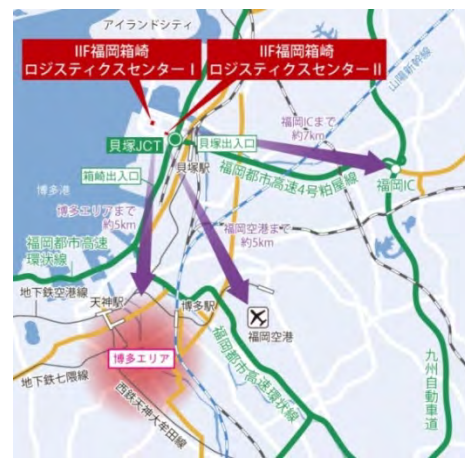 アイランドシティ
IIF福岡箱崎
ロジスティクスセンターⅠ
IIF福岡箱崎
ロジスティクスセンターⅡ
山陽新幹線
福岡ICまで
約7km
貝塚JCT
貝塚出入口
貝塚駅
箱崎出入口
福岡都市高速4号粕屋線
福岡IC
博多港
博多エリアまで
約5km
福岡空港まで
約5km
福岡都市高速
環状線
地下鉄空港線
天神駅
博多駅
福岡空港
博多エリア
地下鉄七隈線
西鉄天神大牟田線
福岡都市高速環状線
九州自動車道